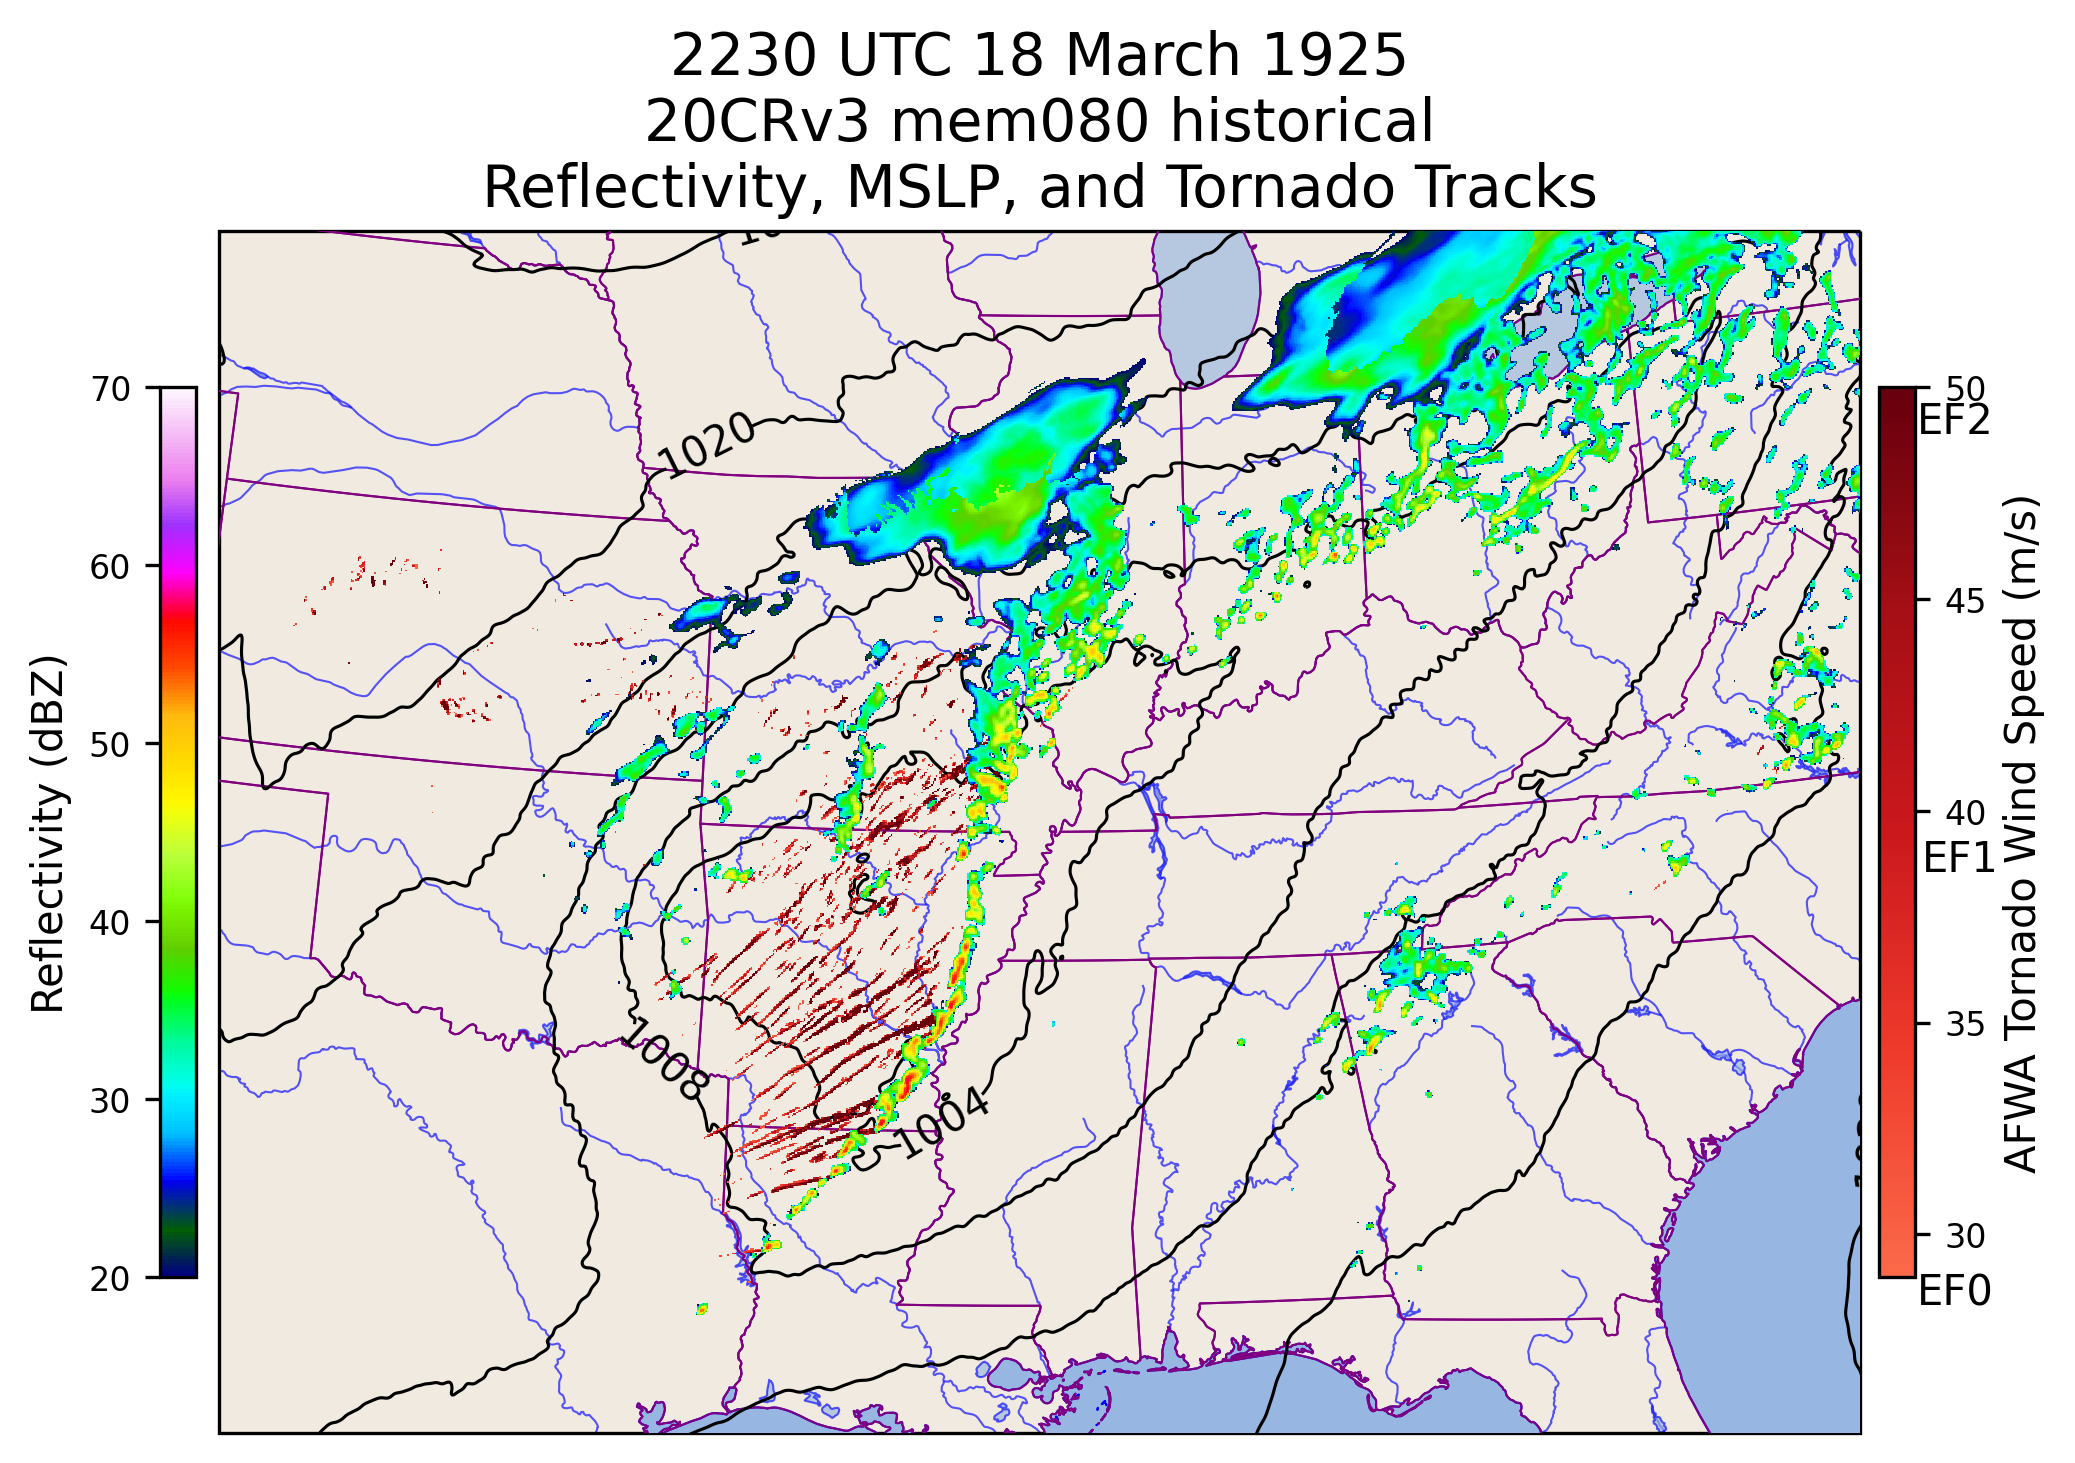 2230 UTC 18 March 1925
20CRv3 mem080 historical
Reflectivity, MSLP, and Tornado Tracks
1020
1008
1004
Reflectivity (dBZ)
70
60
50
40
30
20
50
EF2
45
40
EF1
35
30
EF0
AFWA Tornado Wind Speed (m/s)